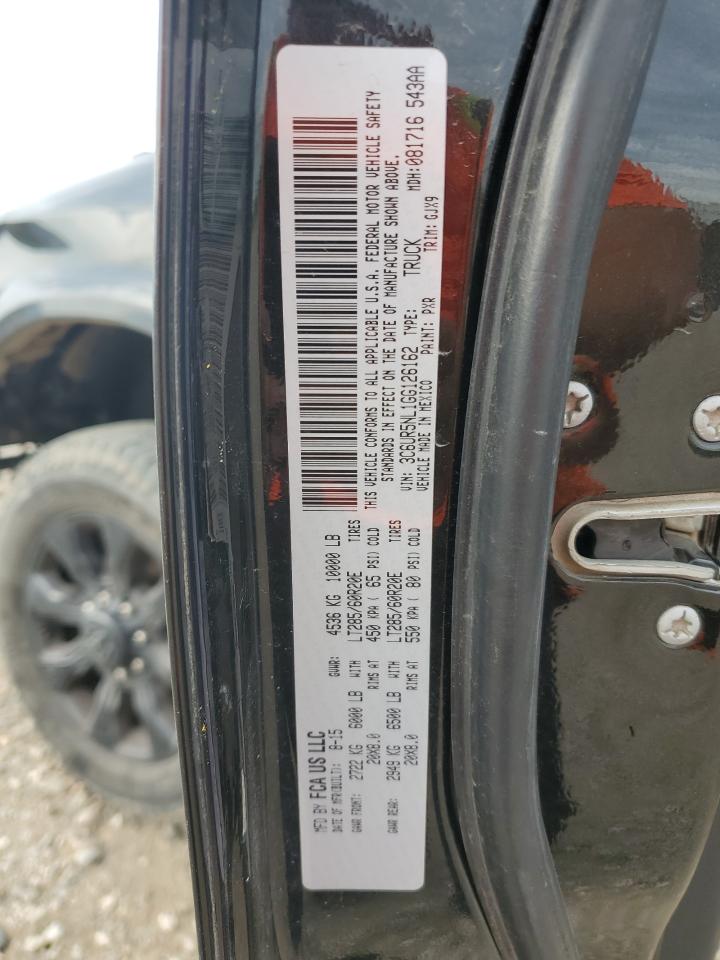 MFD BY FCA US LLC
DATE OF MFR(BUILT): 8-15 GVWR: 4536 KG 10000 LB
GAWR FRONT: 2722 KG 6000 LB WITH LT285/60R20E TIRES
20X8.0 RIMS AT 450 KPA ( 65 PSI) COLD
GAWR REAR: 2949 KG 6500 LB WITH LT285/60R20E TIRES
20X8.0 RIMS AT 550 KPA ( 80 PSI) COLD
THIS VEHICLE CONFORMS TO ALL APPLICABLE U.S.A. FEDERAL MOTOR VEHICLE SAFETY
STANDARDS IN EFFECT ON THE DATE OF MANUFACTURE SHOWN ABOVE.
VIN: 3C6UR5NL1GG126162 TYPE: TRUCK MDH:081716 543AA
VEHICLE MADE IN MEXICO PAINT: PXR TRIM: GJX9